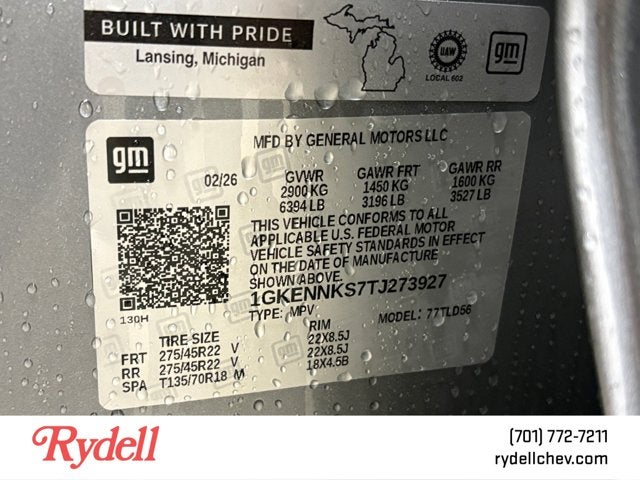 BUILT WITH PRIDE
Lansing, Michigan
UAW
LOCAL 602
gm
gm
MFD BY GENERAL MOTORS LLC
02/26 GVWR GAWR FRT GAWR RR
2900 KG 1450 KG 1600 KG
6394 LB 3196 LB 3527 LB
THIS VEHICLE CONFORMS TO ALL
APPLICABLE U.S. FEDERAL MOTOR
VEHICLE SAFETY STANDARDS IN EFFECT
ON THE DATE OF MANUFACTURE
SHOWN ABOVE.
1GKENNKS7TJ273927
130H
TYPE: MPV MODEL: 77TLD56
TIRE SIZE RIM
FRT 275/45R22 V 22X8.5J
RR 275/45R22 V 22X8.5J
SPA T135/70R18 M 18X4.5B
Rydell
(701) 772-7211
rydellchev.com